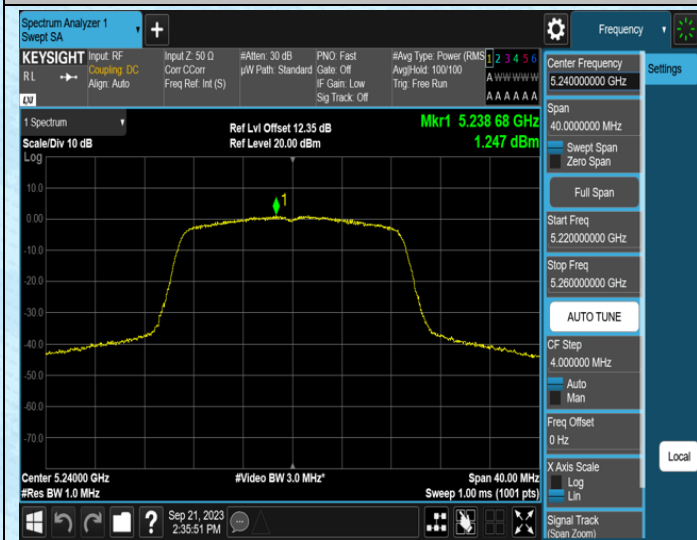 Spectrum Analyzer 1
Swept SA
+
Frequency
KEYSIGHT
Input: RF
Input Z: 50 Ω
#Atten: 30 dB
PNO: Fast
#Avg Type: Power (RMS
1 2 3 4 5 6
R L
Coupling: DC
Corr CCorr
µW Path: Standard
Gate: Off
Avg|Hold: 100/100
A W W W W W
Align: Auto
Freq Ref: Int (S)
IF Gain: Low
Trig: Free Run
Sig Track: Off
A A A A A A
LXI
1 Spectrum
Scale/Div 10 dB
Ref Lvl Offset 12.35 dB
Ref Level 20.00 dBm
Mkr1 5.238 68 GHz
1.247 dBm
Log
10.0
0.00
-10.0
-20.0
-30.0
-40.0
-50.0
-60.0
-70.0
1
Center 5.24000 GHz
#Video BW 3.0 MHz*
Span 40.00 MHz
#Res BW 1.0 MHz
Sweep 1.00 ms (1001 pts)
?
Sep 21, 2023
2:35:51 PM
Center Frequency
5.240000000 GHz
Settings
Span
40.0000000 MHz
Swept Span
Zero Span
Full Span
Start Freq
5.220000000 GHz
Stop Freq
5.260000000 GHz
AUTO TUNE
CF Step
4.000000 MHz
Auto
Man
Freq Offset
0 Hz
X Axis Scale
Log
Lin
Local
Signal Track
(Span Zoom)